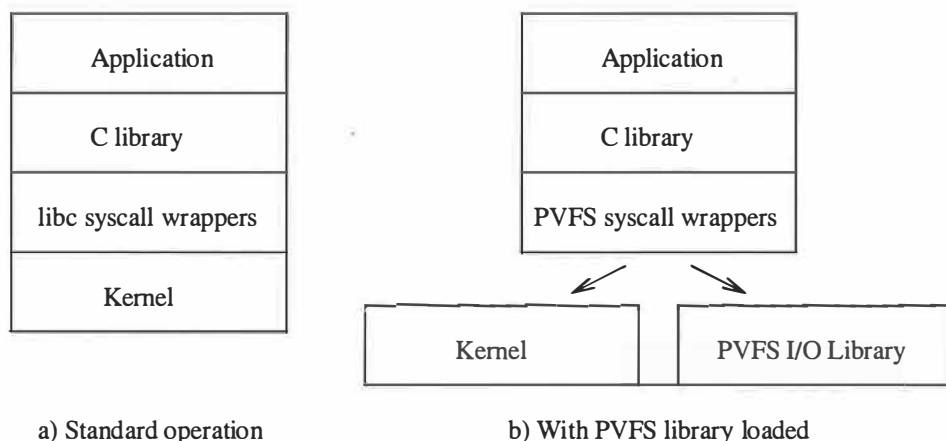 Application
C library
libc syscall wrappers
Kernel
a) Standard operation
Application
C library
PVFS syscall wrappers
Kernel
PVFS I/O Library
b) With PVFS library loaded